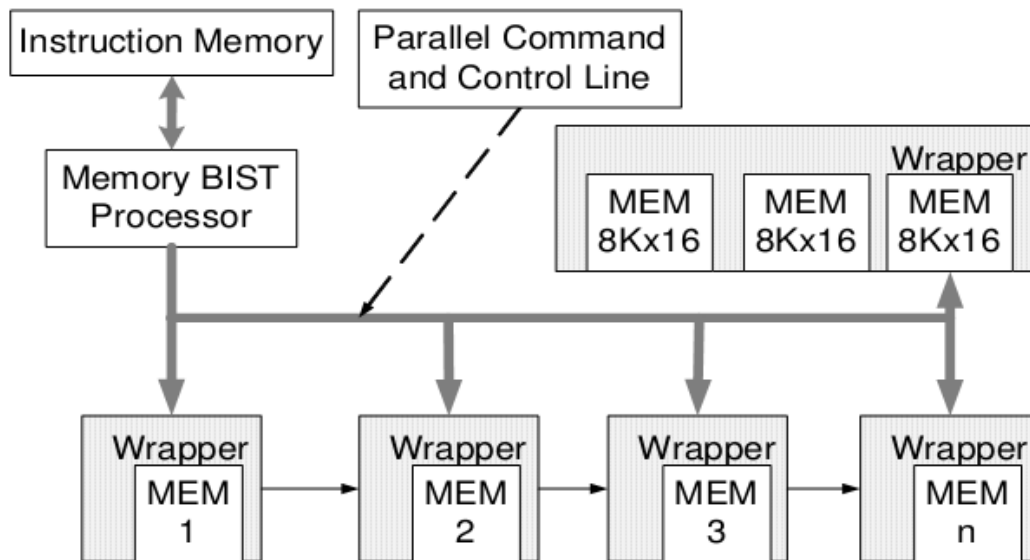 Instruction Memory
Parallel Command
and Control Line
Memory BIST
Processor
Wrapper
MEM
8Kx16
MEM
8Kx16
MEM
8Kx16
Wrapper
MEM
1
Wrapper
MEM
2
Wrapper
MEM
3
Wrapper
MEM
n